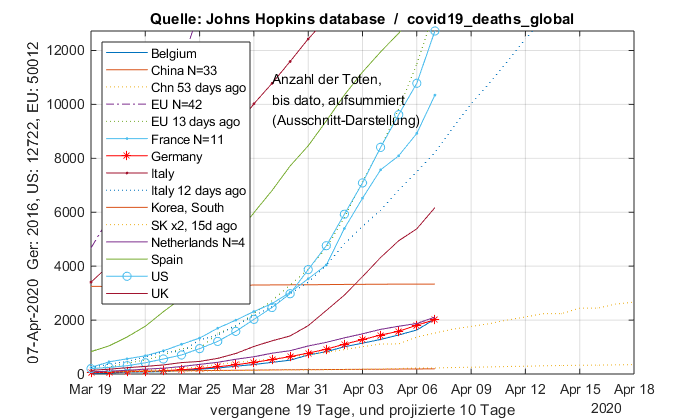 Quelle: Johns Hopkins database / covid19_deaths_global
12000
10000
8000
6000
4000
2000
0
07-Apr-2020 Ger: 2016, US: 12722, EU: 50012
Belgium
China N=33
Chn 53 days ago
EU N=42
EU 13 days ago
France N=11
Germany
Italy
Italy 12 days ago
Korea, South
SK x2, 15d ago
Netherlands N=4
Spain
US
UK
Anzahl der Toten,
bis dato, aufsummiert
(Ausschnitt-Darstellung)
Mar 19 Mar 22 Mar 25 Mar 28 Mar 31 Apr 03 Apr 06 Apr 09 Apr 12 Apr 15 Apr 18
2020
vergangene 19 Tage, und projizierte 10 Tage